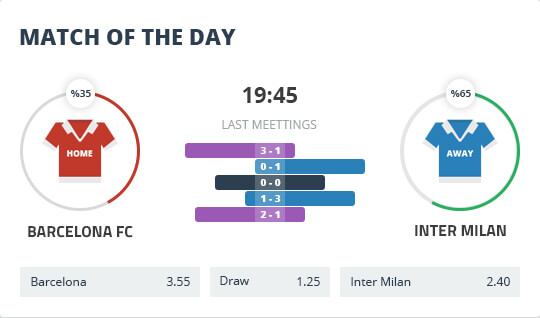 MATCH OF THE DAY
%35
19:45
%65
LAST MEETTINGS
HOME
3 - 1
AWAY
0 - 1
0 - 0
1 - 3
2 - 1
BARCELONA FC
INTER MILAN
Barcelona 3.55
Draw 1.25
Inter Milan 2.40